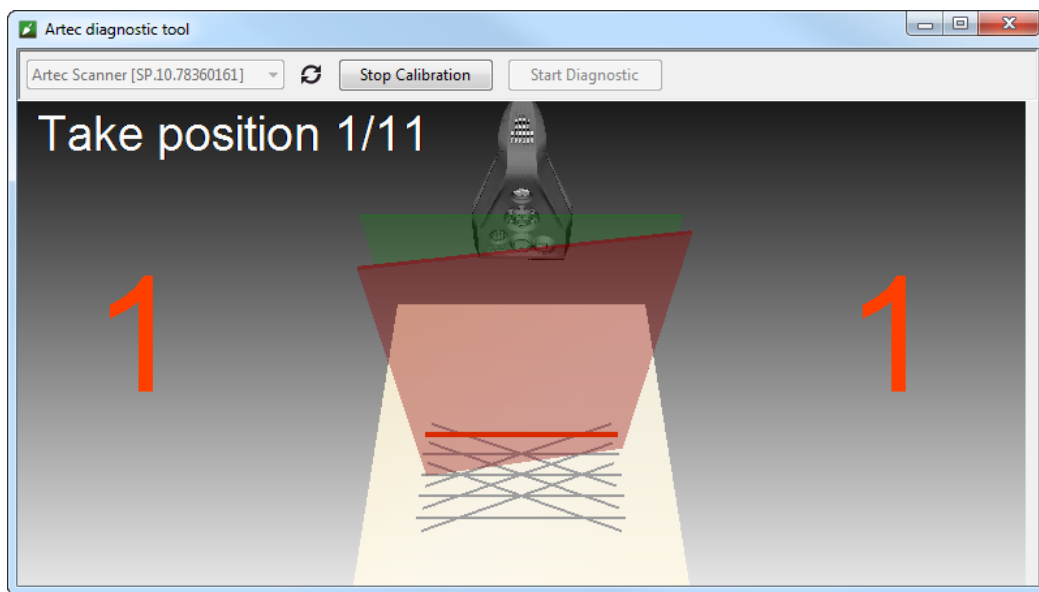 Artec diagnostic tool
Artec Scanner [SP.10.78360161]
Stop Calibration
Start Diagnostic
Take position 1/11
1
1